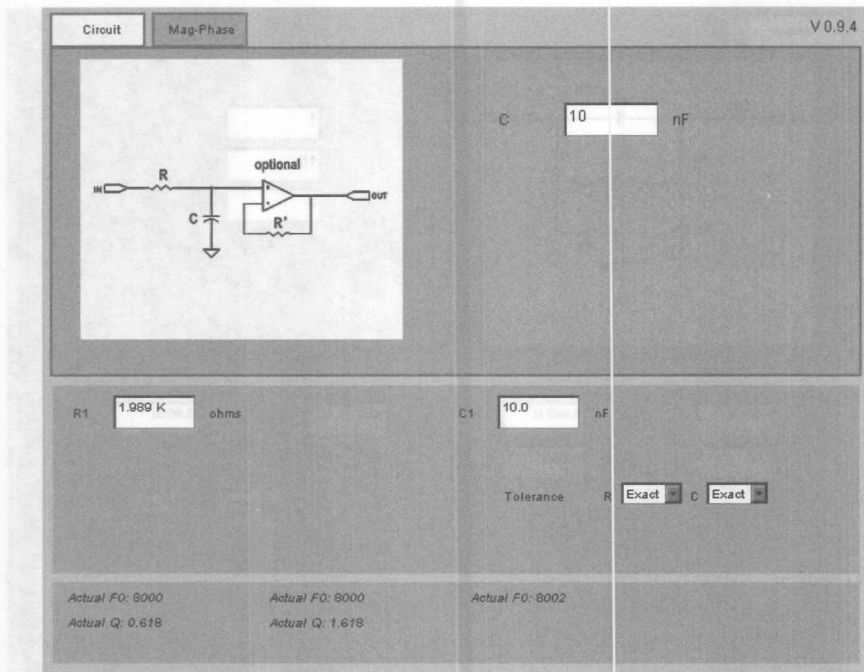 Circuit
Mag-Phase
V 0.9.4
C 10 nF
optional
IN
R
OUT
C
R'
R1 1.989 K ohms
C1 10.0 nF
Tolerance R Exact C Exact
Actual F0: 8000
Actual F0: 8000
Actual F0: 8002
Actual Q: 0.618
Actual Q: 1.618